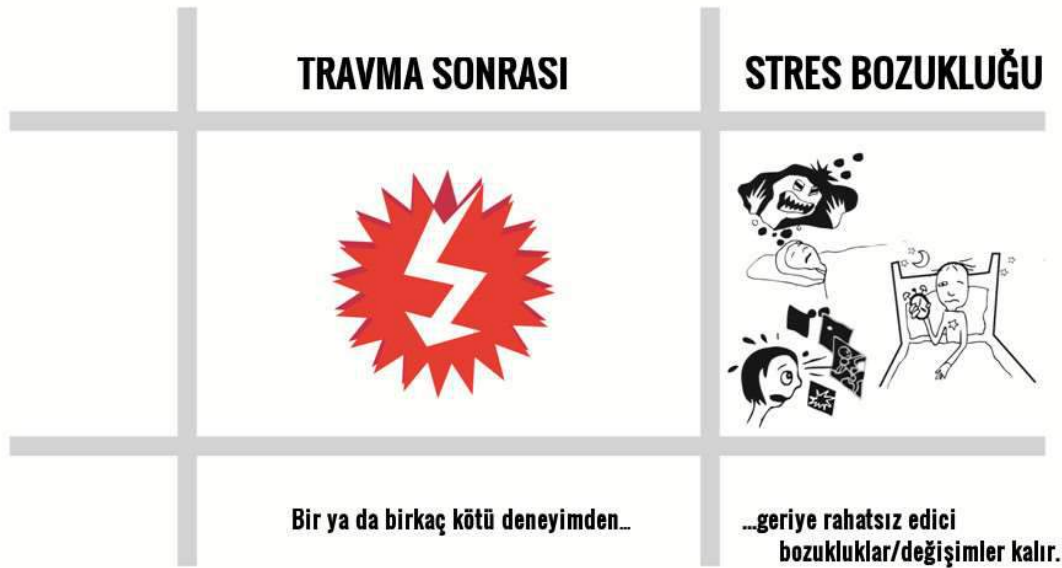 TRAVMA SONRASI
STRES BOZUKLUĞU
Bir ya da birkaç kötü deneyimden...
...geriye rahatsız edici
bozukluklar/değişimler kalır.